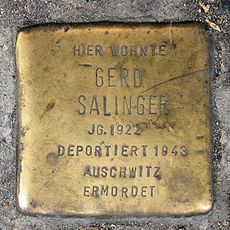 HIER WOHNTE
GERD
SALINGER
JG. 1922
DEPORTIERT 1943
AUSCHWITZ
ERMORDET